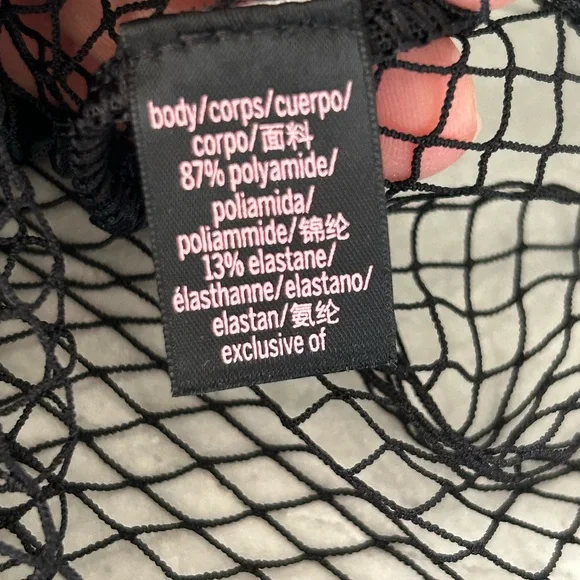 body/corps/cuerpo/
corpo/面料
87% polyamide/
poliamida/
poliammide/锦纶
13% elastane/
élasthanne/elastano/
elastan/氨纶
exclusive of